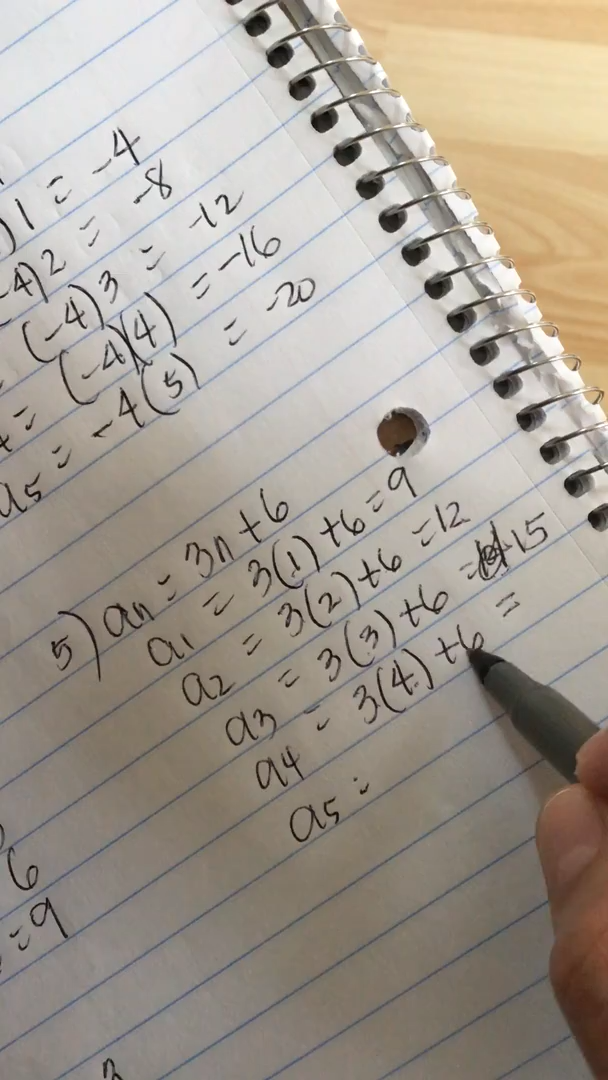 )1 = -4
-4)2 = -8
(-4)3 = -12
= (-4)(4) = -16
a5 = -4(5) = -20
5) an = 3n + 6
a1 = 3(1) + 6 = 9
a2 = 3(2) + 6 = 12
a3 = 3(3) + 6 = 15
a4 = 3(4) + 6 =
a5 =
6
= 9
3